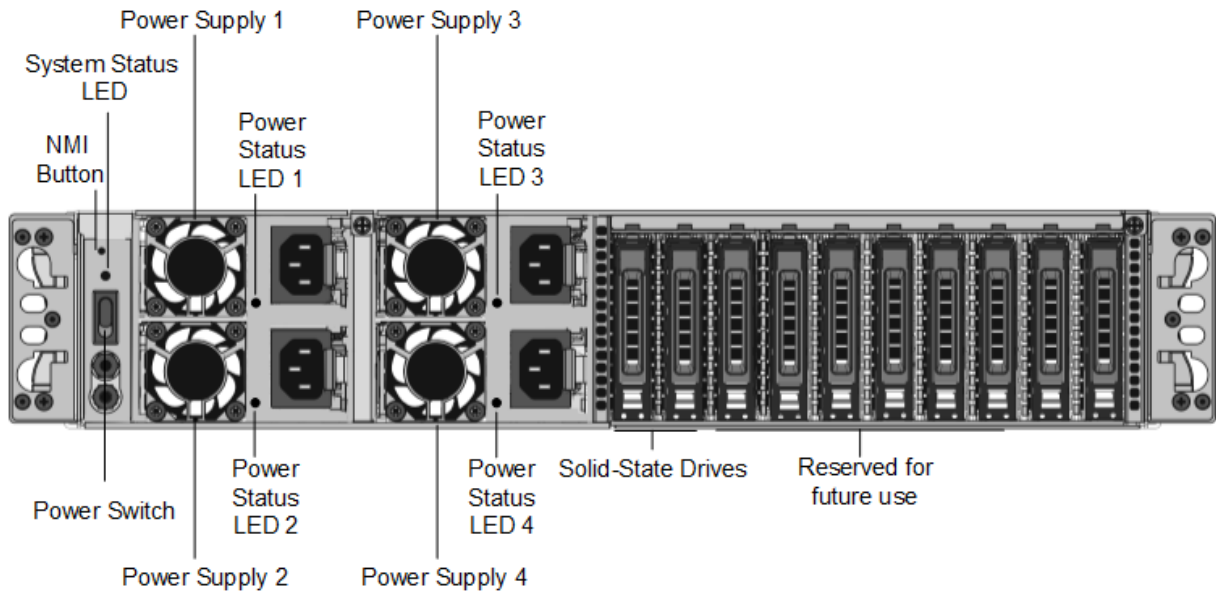 Power Supply 1
Power Supply 3
System Status
LED
NMI
Button
Power
Status
LED 1
Power
Status
LED 3
Solid-State Drives
Reserved for
future use
Power
Status
LED 2
Power
Status
LED 4
Power Switch
Power Supply 2
Power Supply 4